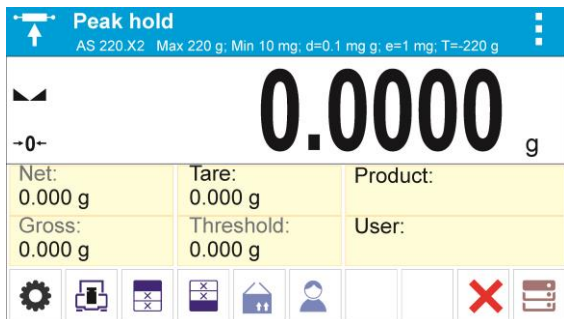 Peak hold
AS 220.X2 Max 220 g; Min 10 mg; d=0.1 mg g; e=1 mg; T=-220 g
0.0000 g
→0←
Net: Tare: Product:
0.000 g 0.000 g
Gross: Threshold: User:
0.000 g 0.000 g